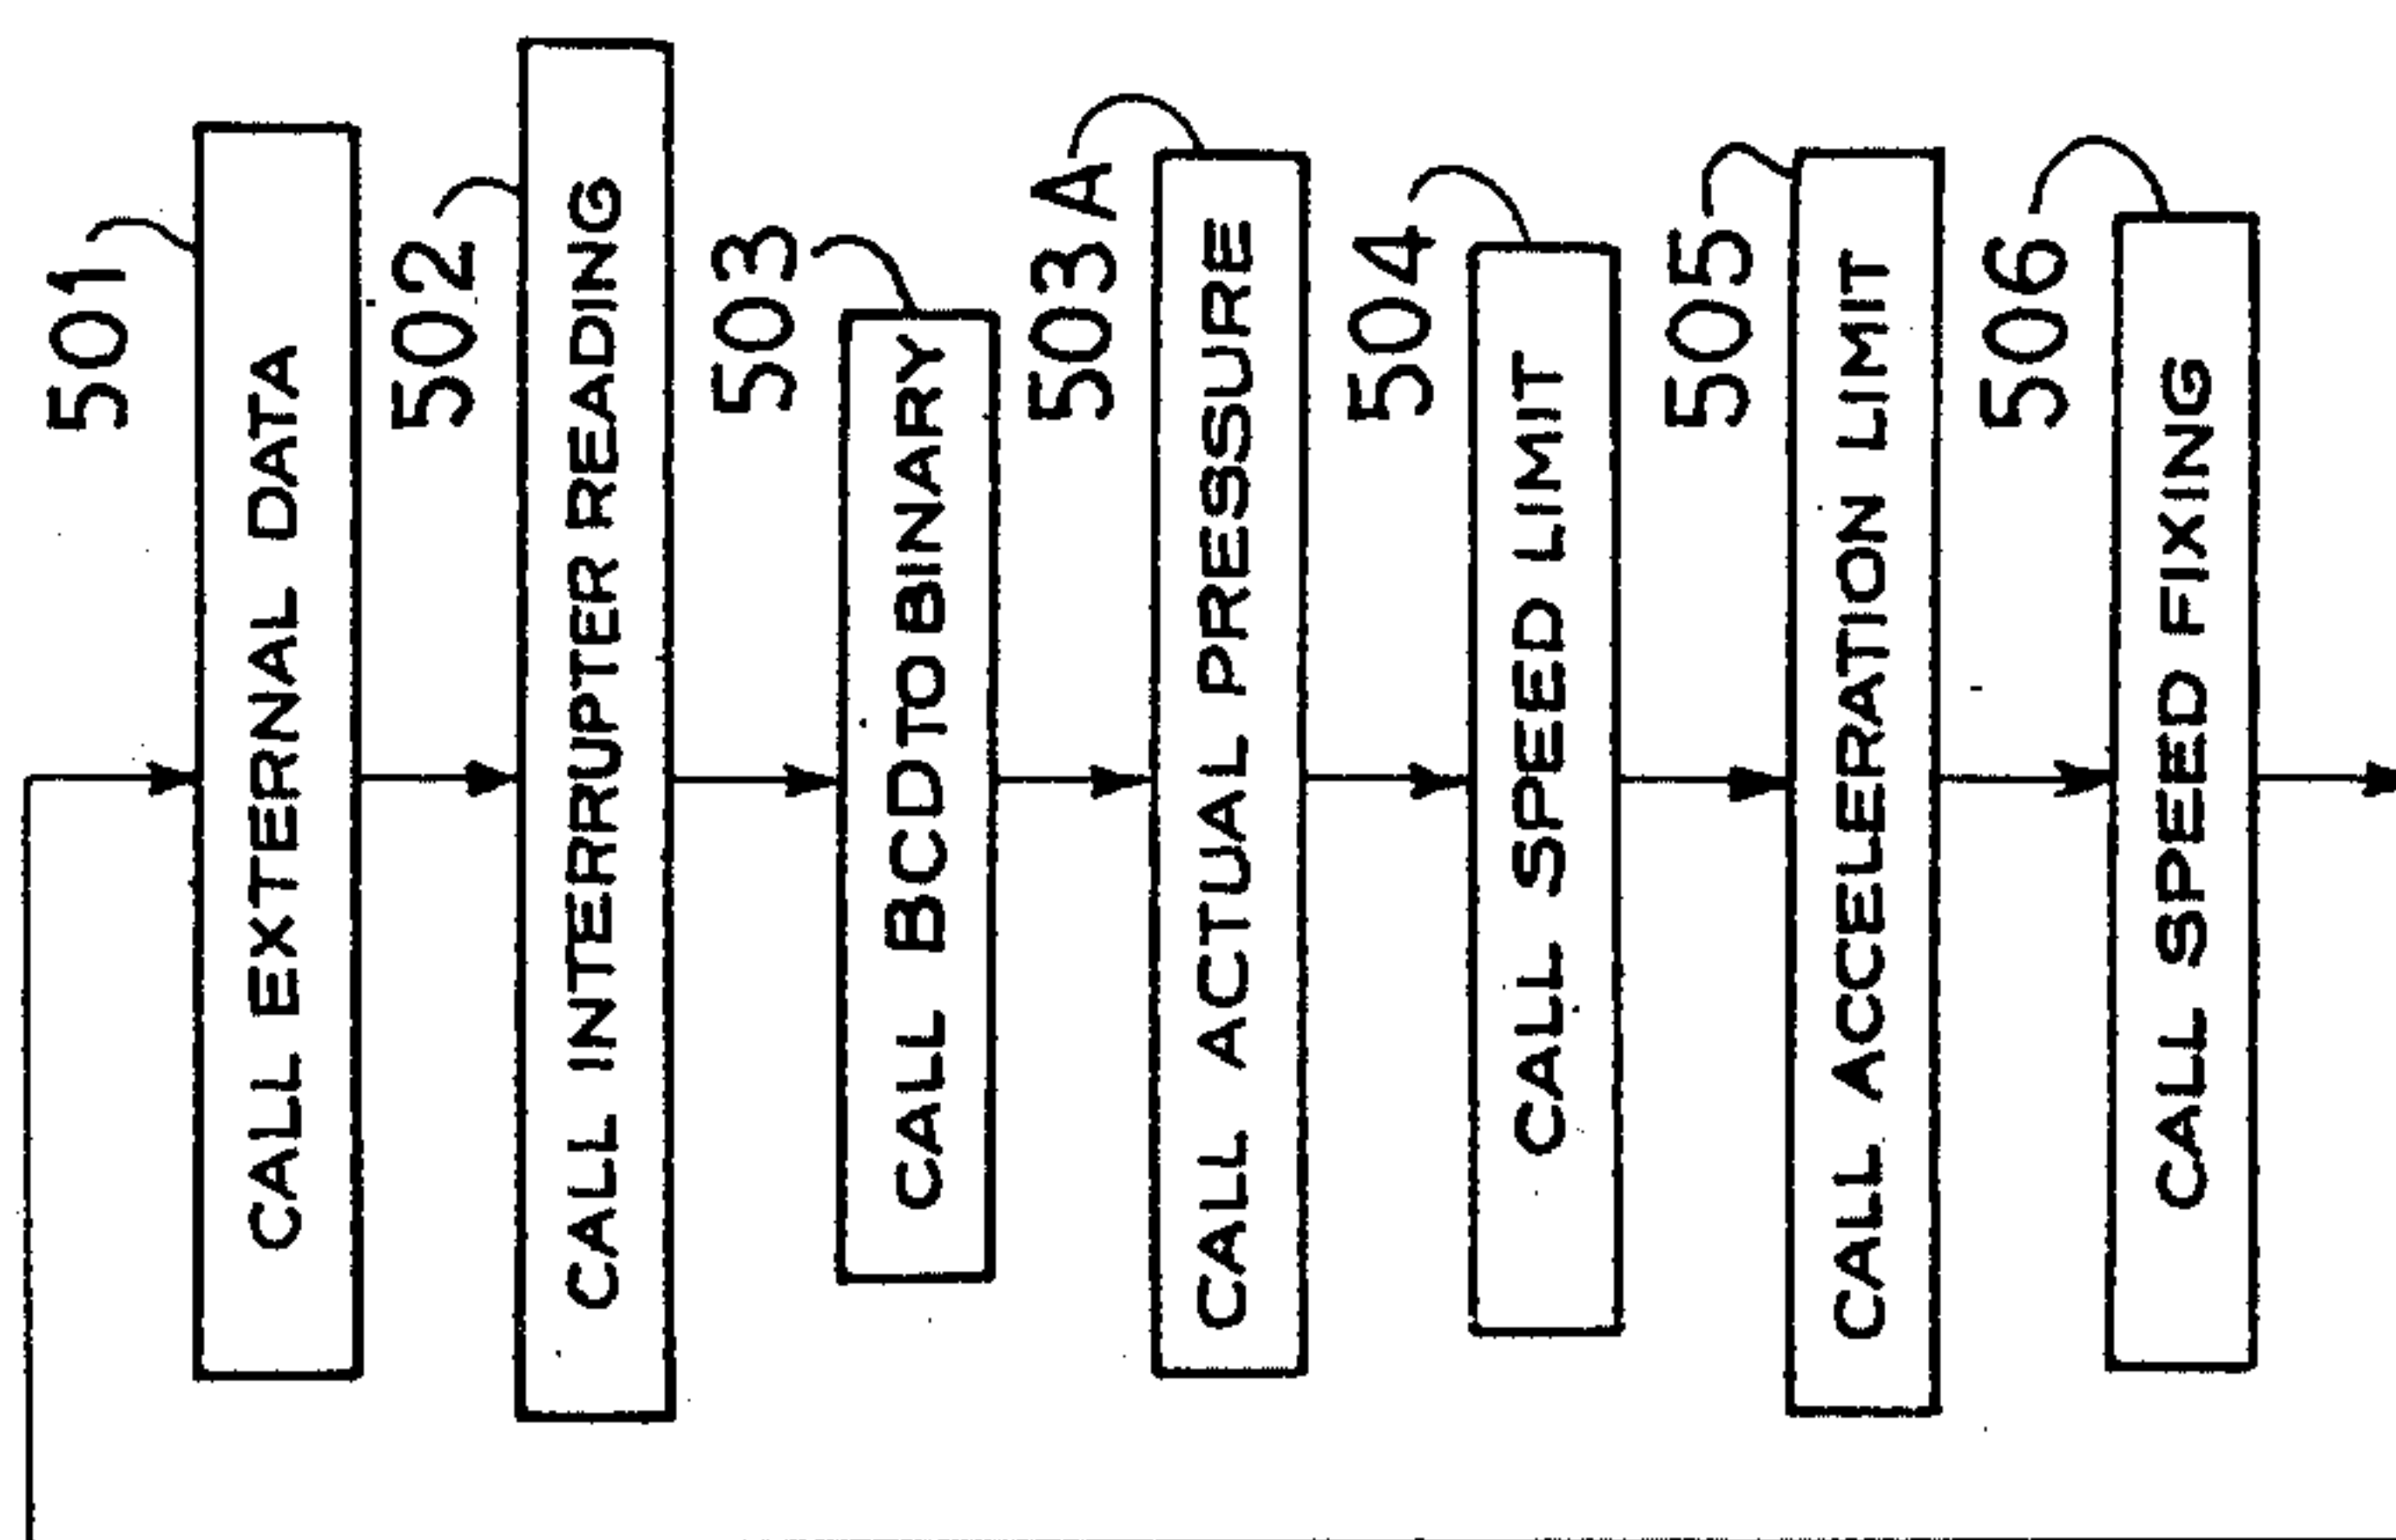 501
CALL EXTERNAL DATA
502
CALL INTERRUPTER READING
503
CALL BCD TO BINARY
503A
CALL ACTUAL PRESSURE
504
CALL SPEED LIMIT
505
CALL ACCELERATION LIMIT
506
CALL SPEED FIXING